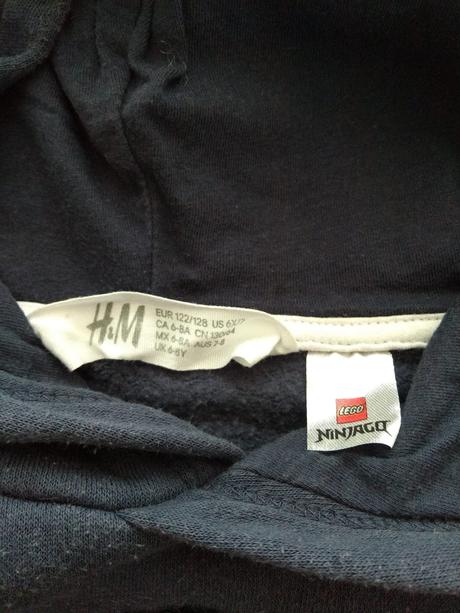 H&M
EUR 122/128 US 6X/7
CA 6-8A CN 130/64
MX 6-8A AUS 7-8
UK 6-8Y
LEGO
NINJAGO